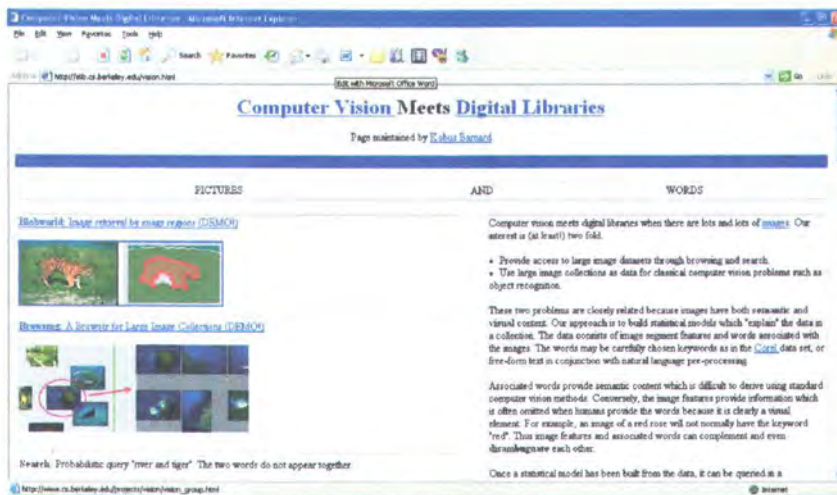 Computer Vision Meets Digital Libraries - Microsoft Internet Explorer
File Edit View Favorites Tools Help
Search Favorites
http://elib.cs.berkeley.edu/vision.html
Go
Edit with Microsoft Office Word
Computer Vision Meets Digital Libraries
Page maintained by Kobus Barnard
PICTURES AND WORDS
Blobworld: Image retrieval by image regions (DEMO!)
Browsing: A Browser for Large Image Collections (DEMO!)
Search: Probabilistic query "river and tiger" The two words do not appear together
Computer vision meets digital libraries when there are lots and lots of images. Our
interest is (at least!) two fold.
• Provide access to large image datasets through browsing and search.
• Use large image collections as data for classical computer vision problems such as
object recognition.
These two problems are closely related because images have both semantic and
visual content. Our approach is to build statistical models which "explain" the data in
a collection. The data consists of image segment features and words associated with
the images. The words may be carefully chosen keywords as in the Corel data set, or
free-form text in conjunction with natural language pre-processing.
Associated words provide semantic content which is difficult to derive using standard
computer vision methods. Conversely, the image features provide information which
is often omitted when humans provide the words because it is clearly a visual
element. For example, an image of a red rose will not normally have the keyword
"red". Thus image features and associated words can complement and even
disambiguate each other.
Once a statistical model has been built from the data, it can be queried in a
http://www.cs.berkeley.edu/projects/vision/vision_group.html
Internet